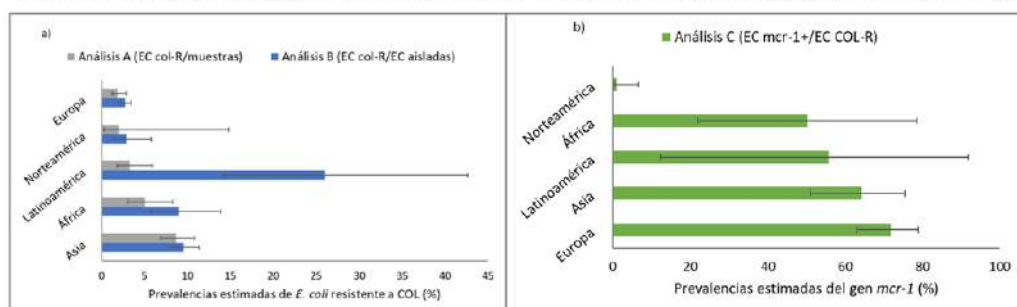 a)
Análisis A (EC col-R/muestras)
Análisis B (EC col-R/EC aisladas)
Europa
Norteamérica
Latinoamérica
África
Asia
0 5 10 15 20 25 30 35 40 45
Prevalencias estimadas de E. coli resistente a COL (%)
b)
Análisis C (EC mcr-1+/EC COL-R)
Norteamérica
África
Latinoamérica
Asia
Europa
0 20 40 60 80 100
Prevalencias estimadas del gen mcr-1 (%)